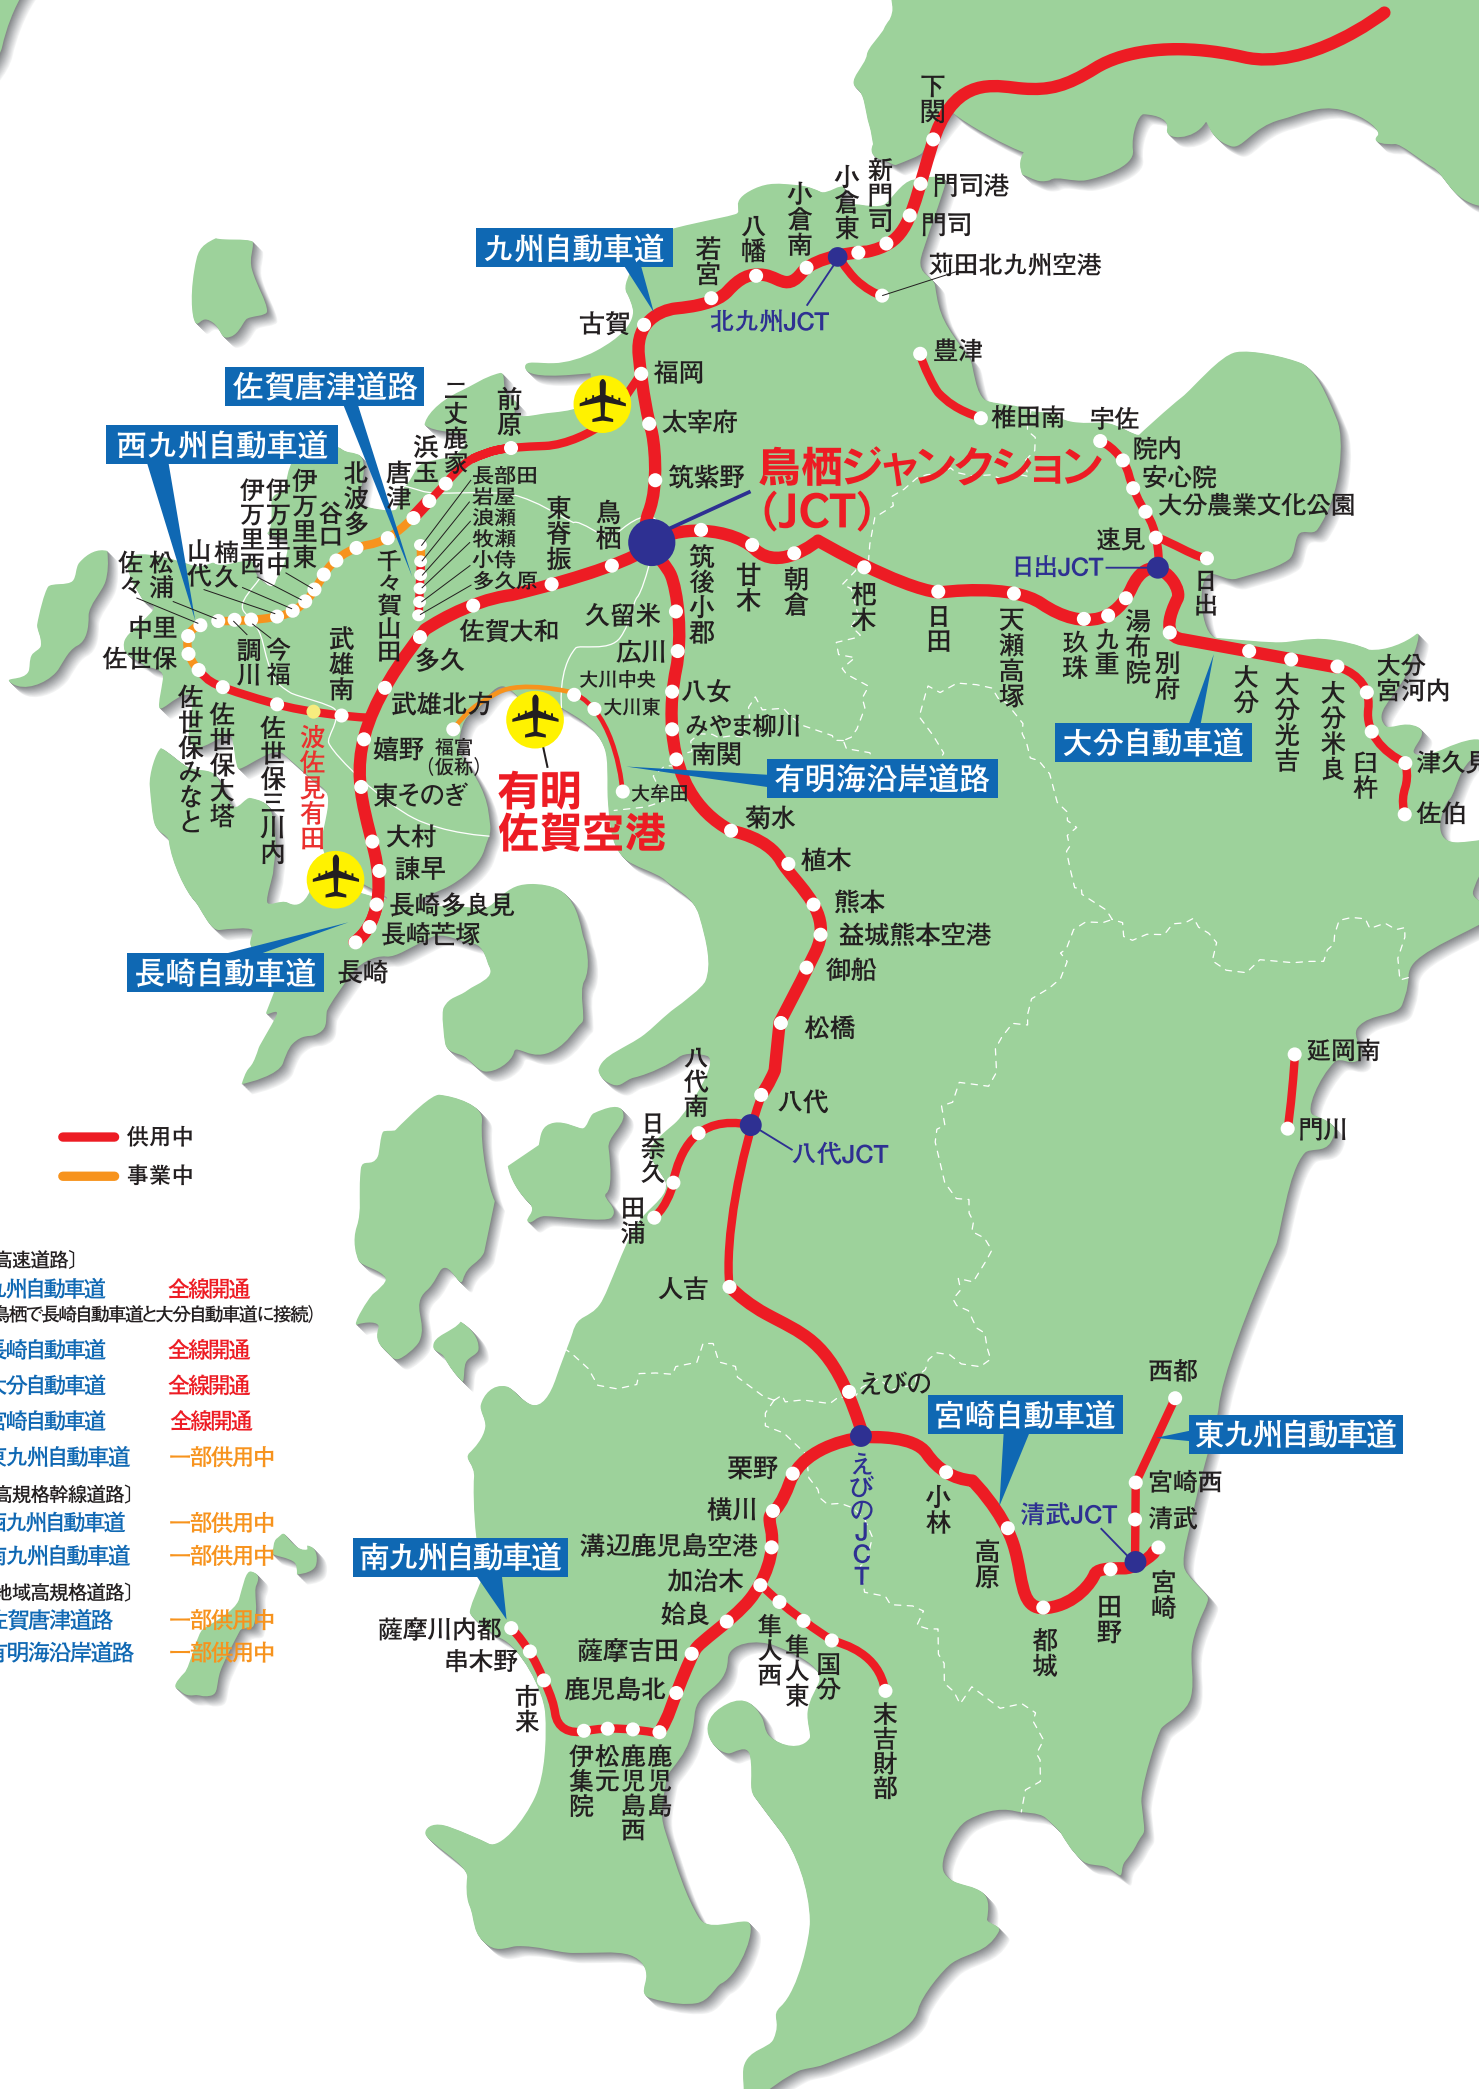 下関
門司港
新門司
門司
小倉東
小倉南
八幡
若宮
苅田北九州空港
九州自動車道
古賀
北九州JCT
福岡
豊津
佐賀唐津道路
二丈鹿家
前原
太宰府
椎田南
宇佐
西九州自動車道
浜玉
唐津
北波多
谷口
伊万里東
伊万里中
伊万里西
楠久
山代
松浦
佐々
長部田
岩屋
浪瀬
牧瀬
小侍
多久原
東脊振
鳥栖
筑紫野
鳥栖ジャンクション
(JCT)
院内
安心院
大分農業文化公園
速見
日出JCT
日出
筑後小郡
甘木
朝倉
杷木
日田
天瀬高塚
玖珠
九重
湯布院
別府
大分
大分光吉
大分米良
大分宮河内
臼杵
津久見
佐伯
大分自動車道
中里
佐世保
調川
今福
武雄南
千々賀山田
多久
佐賀大和
久留米
広川
八女
みやま柳川
南関
大川中央
大川東
大牟田
武雄北方
福富
(仮称)
嬉野
東そのぎ
佐世保みなと
佐世保大塔
佐世保三川内
波佐見有田
有明
佐賀空港
有明海沿岸道路
大村
諫早
長崎多良見
長崎芒塚
長崎
長崎自動車道
菊水
植木
熊本
益城熊本空港
御船
松橋
八代
八代南
日奈久
田浦
八代JCT
延岡南
門川
供用中
事業中
人吉
えびの
えびのJCT
宮崎自動車道
西都
東九州自動車道
宮崎西
清武
清武JCT
宮崎
田野
都城
高原
小林
栗野
横川
溝辺鹿児島空港
加治木
姶良
薩摩吉田
鹿児島北
隼人西
隼人東
国分
末吉財部
南九州自動車道
薩摩川内都
串木野
市来
伊集院
松元
鹿児島西
鹿児島
高速道路〕
九州自動車道 全線開通
鳥栖で長崎自動車道と大分自動車道に接続)
長崎自動車道 全線開通
大分自動車道 全線開通
宮崎自動車道 全線開通
東九州自動車道 一部供用中
高規格幹線道路〕
西九州自動車道 一部供用中
南九州自動車道 一部供用中
地域高規格道路〕
佐賀唐津道路 一部供用中
有明海沿岸道路 一部供用中